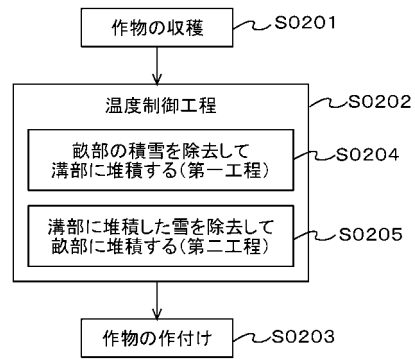 作物の収穫
S0201
温度制御工程
S0202
畝部の積雪を除去して
溝部に堆積する(第一工程)
S0204
溝部に堆積した雪を除去して
畝部に堆積する(第二工程)
S0205
作物の作付け
S0203